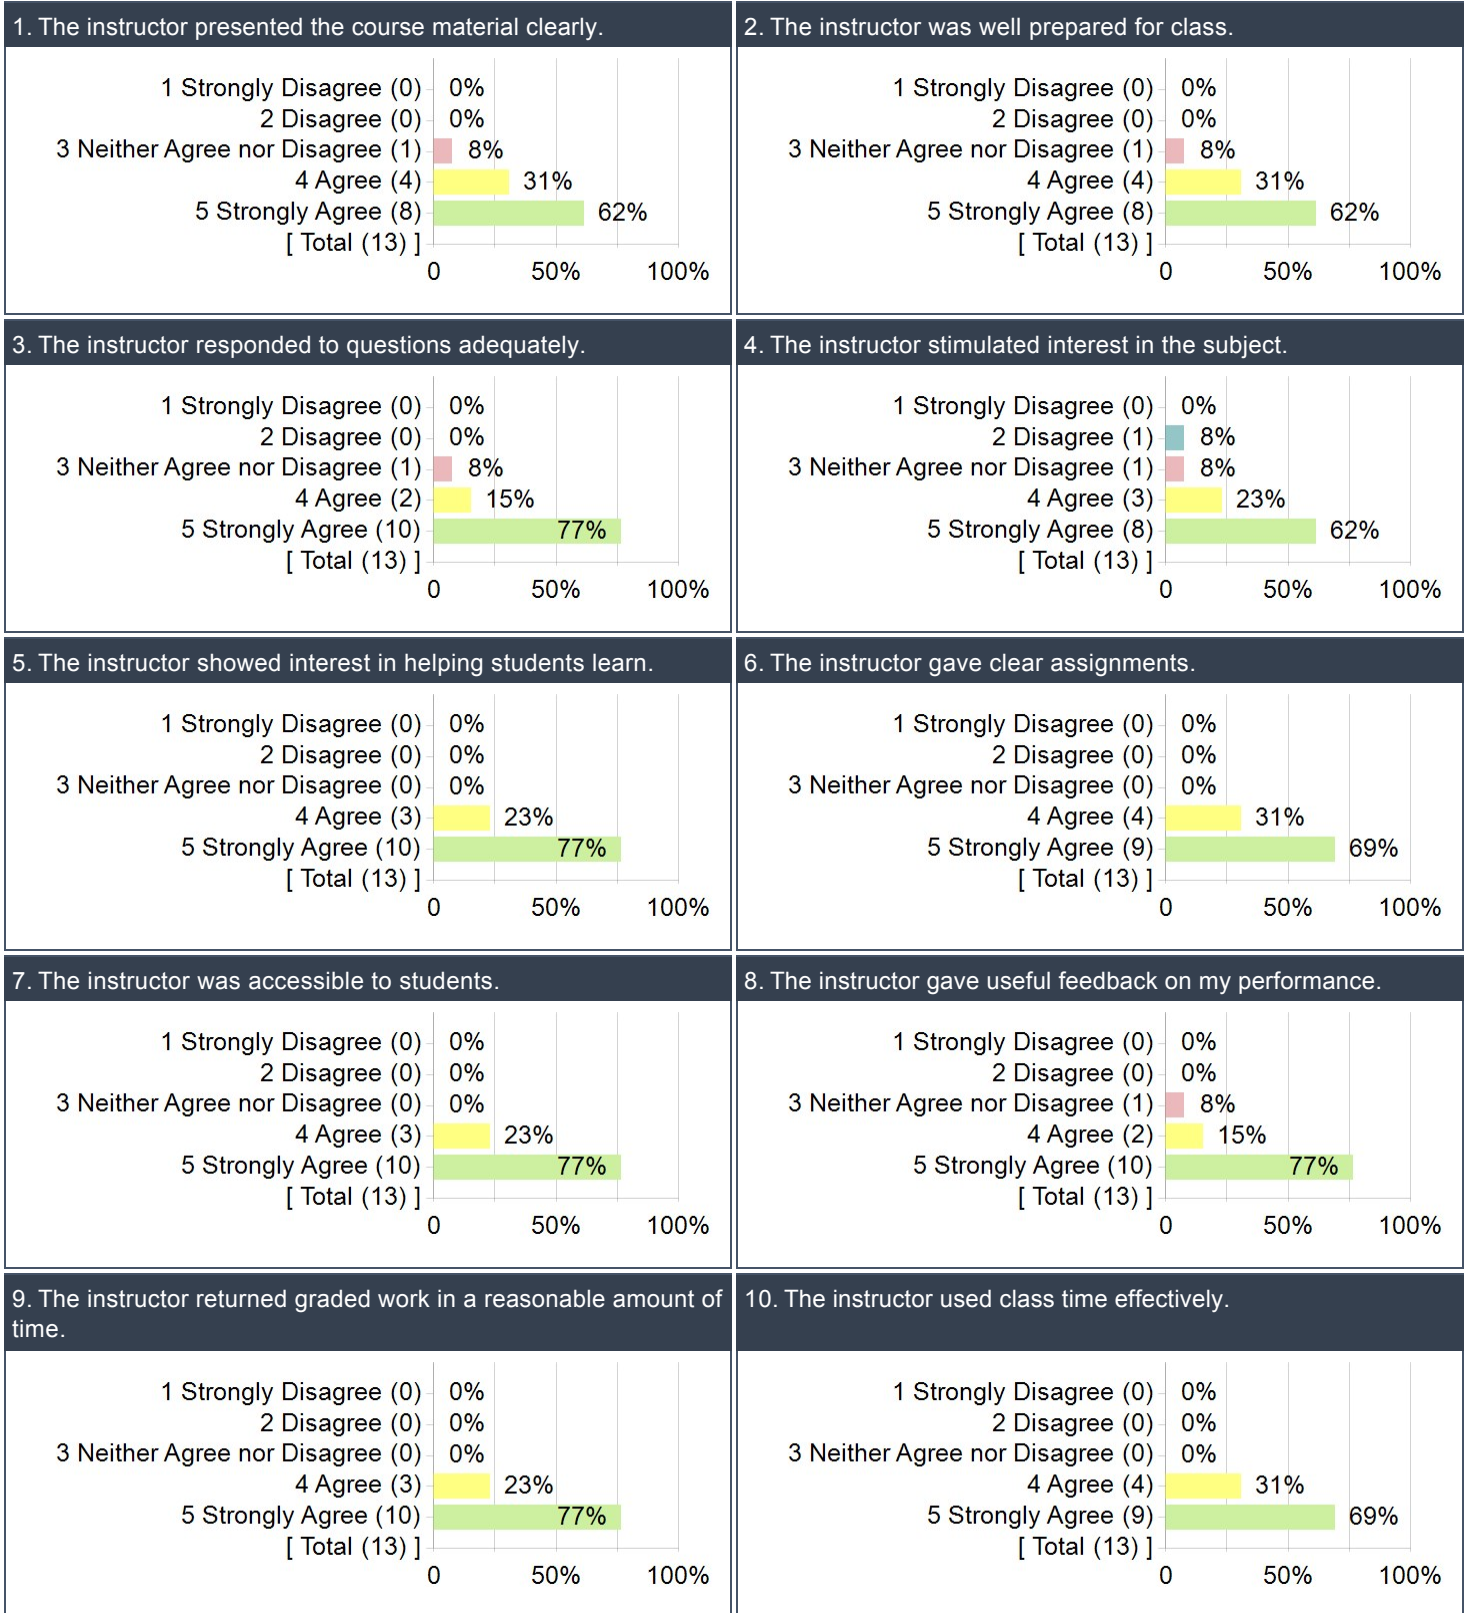 1. The instructor presented the course material clearly.
1 Strongly Disagree (0) 0%
2 Disagree (0) 0%
3 Neither Agree nor Disagree (1) 8%
4 Agree (4) 31%
5 Strongly Agree (8) 62%
[ Total (13) ]
0 50% 100%
2. The instructor was well prepared for class.
1 Strongly Disagree (0) 0%
2 Disagree (0) 0%
3 Neither Agree nor Disagree (1) 8%
4 Agree (4) 31%
5 Strongly Agree (8) 62%
[ Total (13) ]
0 50% 100%
3. The instructor responded to questions adequately.
1 Strongly Disagree (0) 0%
2 Disagree (0) 0%
3 Neither Agree nor Disagree (1) 8%
4 Agree (2) 15%
5 Strongly Agree (10) 77%
[ Total (13) ]
0 50% 100%
4. The instructor stimulated interest in the subject.
1 Strongly Disagree (0) 0%
2 Disagree (1) 8%
3 Neither Agree nor Disagree (1) 8%
4 Agree (3) 23%
5 Strongly Agree (8) 62%
[ Total (13) ]
0 50% 100%
5. The instructor showed interest in helping students learn.
1 Strongly Disagree (0) 0%
2 Disagree (0) 0%
3 Neither Agree nor Disagree (0) 0%
4 Agree (3) 23%
5 Strongly Agree (10) 77%
[ Total (13) ]
0 50% 100%
6. The instructor gave clear assignments.
1 Strongly Disagree (0) 0%
2 Disagree (0) 0%
3 Neither Agree nor Disagree (0) 0%
4 Agree (4) 31%
5 Strongly Agree (9) 69%
[ Total (13) ]
0 50% 100%
7. The instructor was accessible to students.
1 Strongly Disagree (0) 0%
2 Disagree (0) 0%
3 Neither Agree nor Disagree (0) 0%
4 Agree (3) 23%
5 Strongly Agree (10) 77%
[ Total (13) ]
0 50% 100%
8. The instructor gave useful feedback on my performance.
1 Strongly Disagree (0) 0%
2 Disagree (0) 0%
3 Neither Agree nor Disagree (1) 8%
4 Agree (2) 15%
5 Strongly Agree (10) 77%
[ Total (13) ]
0 50% 100%
9. The instructor returned graded work in a reasonable amount of
time.
1 Strongly Disagree (0) 0%
2 Disagree (0) 0%
3 Neither Agree nor Disagree (0) 0%
4 Agree (3) 23%
5 Strongly Agree (10) 77%
[ Total (13) ]
0 50% 100%
10. The instructor used class time effectively.
1 Strongly Disagree (0) 0%
2 Disagree (0) 0%
3 Neither Agree nor Disagree (0) 0%
4 Agree (4) 31%
5 Strongly Agree (9) 69%
[ Total (13) ]
0 50% 100%